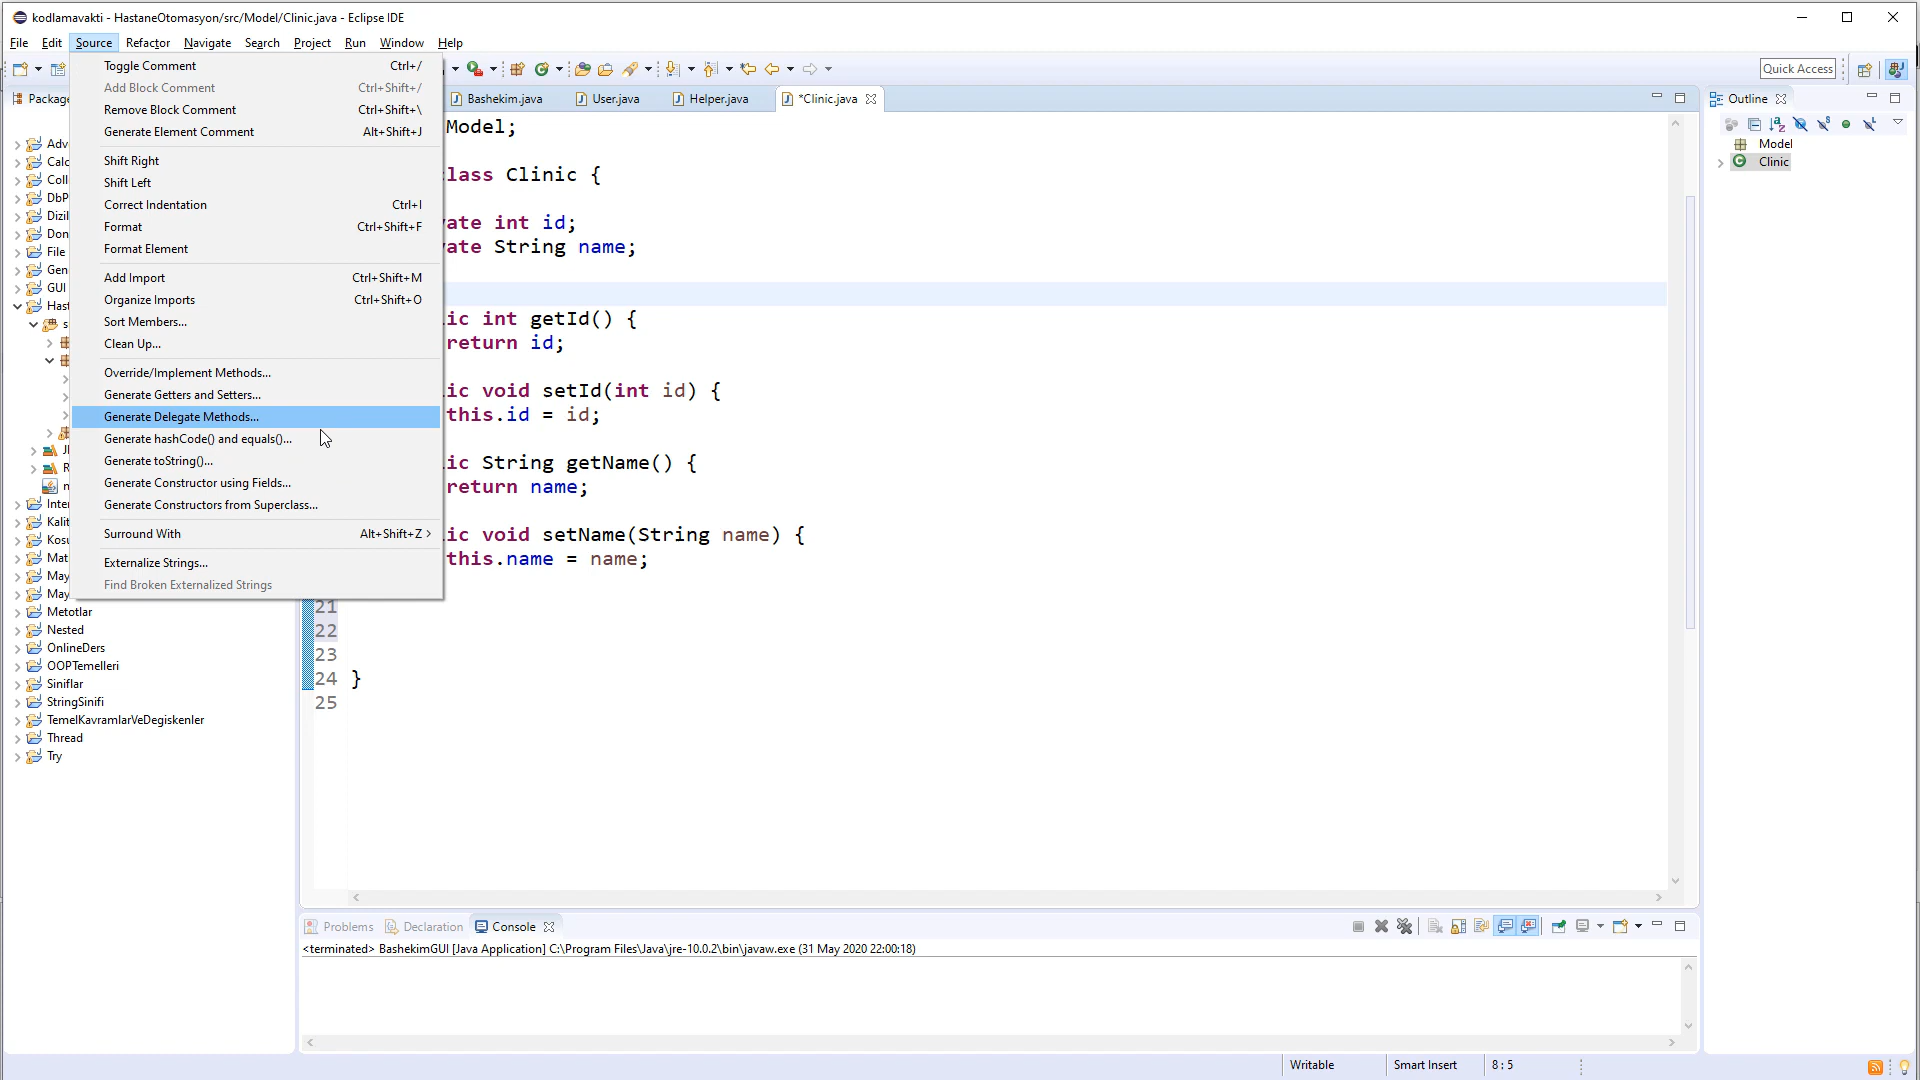 kodlamavakti - HastaneOtomasyon/src/Model/Clinic.java - Eclipse IDE
File Edit Source Refactor Navigate Search Project Run Window Help
Quick Access
Toggle Comment Ctrl+/
Add Block Comment Ctrl+Shift+/
Remove Block Comment Ctrl+Shift+\
Generate Element Comment Alt+Shift+J
Shift Right
Shift Left
Correct Indentation Ctrl+I
Format Ctrl+Shift+F
Format Element
Add Import Ctrl+Shift+M
Organize Imports Ctrl+Shift+O
Sort Members...
Clean Up...
Override/Implement Methods...
Generate Getters and Setters...
Generate Delegate Methods...
Generate hashCode() and equals()...
Generate toString()...
Generate Constructor using Fields...
Generate Constructors from Superclass...
Surround With Alt+Shift+Z
Externalize Strings...
Find Broken Externalized Strings
Package
Adv
Calc
Coll
DbP
Dizil
Don
File
Gen
GUI
Hast
s
JI
R
n
Inter
Kalit
Kosu
Mat
May
May
Metotlar
Nested
OnlineDers
OOPTemelleri
Siniflar
StringSinifi
TemelKavramlarVeDegiskenler
Thread
Try
Bashekim.java User.java Helper.java *Clinic.java
Model;
lass Clinic {
vate int id;
vate String name;
lic int getId() {
return id;
lic void setId(int id) {
this.id = id;
lic String getName() {
return name;
lic void setName(String name) {
this.name = name;
21
22
23
24 }
25
Outline
Model
Clinic
Problems Declaration Console
<terminated> BashekimGUI [Java Application] C:\Program Files\Java\jre-10.0.2\bin\javaw.exe (31 May 2020 22:00:18)
Writable Smart Insert 8 : 5